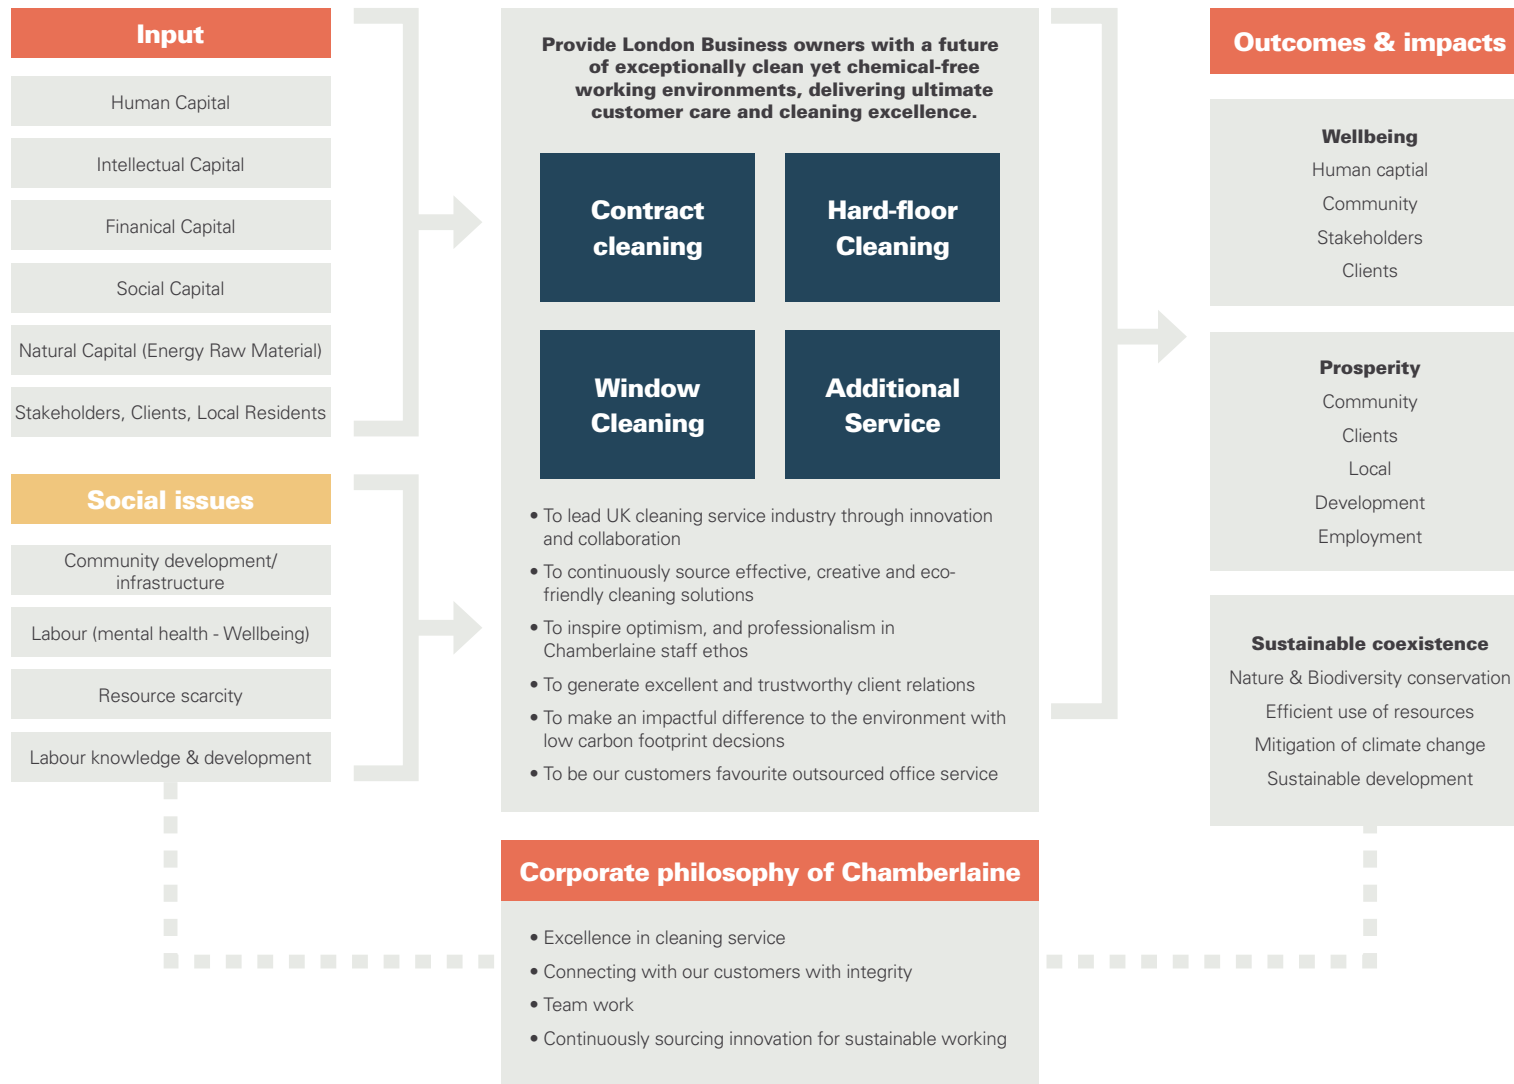 Input
Human Capital
Intellectual Capital
Finanical Capital
Social Capital
Natural Capital (Energy Raw Material)
Stakeholders, Clients, Local Residents
Social issues
Community development/
infrastructure
Labour (mental health - Wellbeing)
Resource scarcity
Labour knowledge & development
Provide London Business owners with a future
of exceptionally clean yet chemical-free
working environments, delivering ultimate
customer care and cleaning excellence.
Contract
cleaning
Hard-floor
Cleaning
Window
Cleaning
Additional
Service
• To lead UK cleaning service industry through innovation
and collaboration
• To continuously source effective, creative and eco-
friendly cleaning solutions
• To inspire optimism, and professionalism in
Chamberlaine staff ethos
• To generate excellent and trustworthy client relations
• To make an impactful difference to the environment with
low carbon footprint decsions
• To be our customers favourite outsourced office service
Corporate philosophy of Chamberlaine
• Excellence in cleaning service
• Connecting with our customers with integrity
• Team work
• Continuously sourcing innovation for sustainable working
Outcomes & impacts
Wellbeing
Human captial
Community
Stakeholders
Clients
Prosperity
Community
Clients
Local
Development
Employment
Sustainable coexistence
Nature & Biodiversity conservation
Efficient use of resources
Mitigation of climate change
Sustainable development